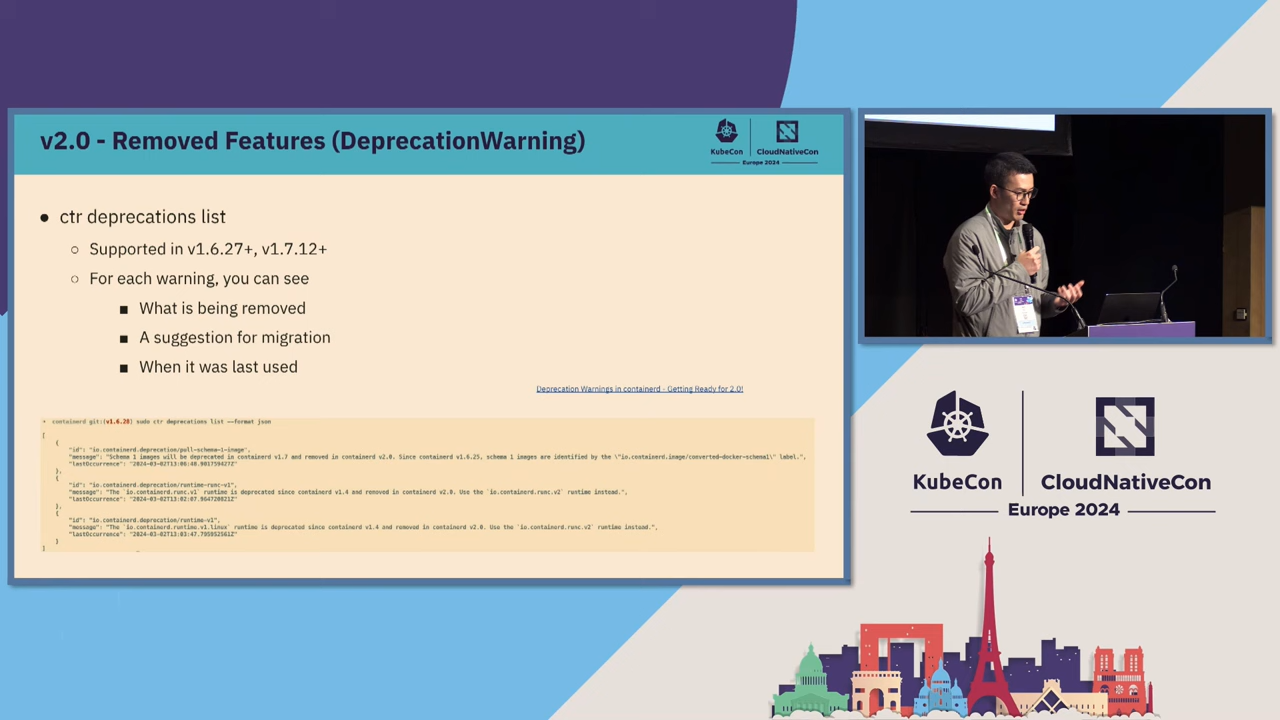 v2.0 - Removed Features (DeprecationWarning)
KubeCon
CloudNativeCon
Europe 2024
● ctr deprecations list
○ Supported in v1.6.27+, v1.7.12+
○ For each warning, you can see
■ What is being removed
■ A suggestion for migration
■ When it was last used
Deprecation Warnings in containerd - Getting Ready for 2.0!
containerd git:(v1.6.28) sudo ctr deprecations list --format json
[
{
"id": "io.containerd.deprecation/pull-schema-1-image",
"message": "Schema 1 images will be deprecated in containerd v1.7 and removed in containerd v2.0. Since containerd v1.6.25, schema 1 images are identified by the \"io.containerd.image/converted-docker-schema1\" label.",
"lastOccurrence":
},
{
"id": "io.containerd.deprecation/runtime-runc-v1",
"message": "The `io.containerd.runc.v1` runtime is deprecated since containerd v1.4 and removed in containerd v2.0. Use the `io.containerd.runc.v2` runtime instead.",
"lastOccurrence":
},
{
"id": "io.containerd.deprecation/runtime-v1",
"message": "The `io.containerd.runtime.v1.linux` runtime is deprecated since containerd v1.4 and removed in containerd v2.0. Use the `io.containerd.runc.v2` runtime instead.",
"lastOccurrence":
}
]
KubeCon
CloudNativeCon
Europe 2024